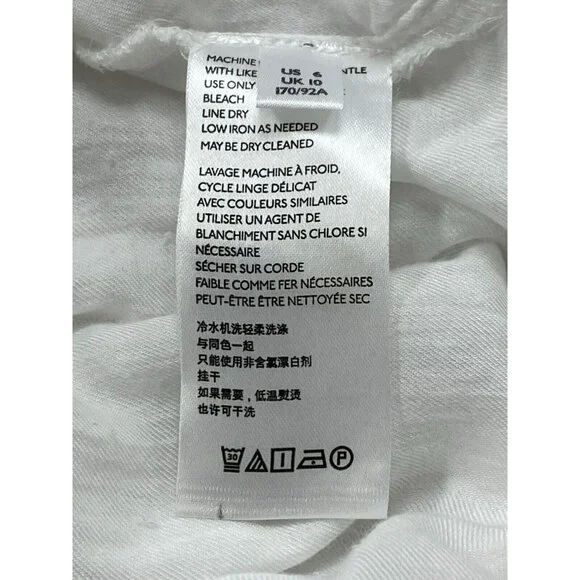 MACHINE
NTLE
WITH LIKE
USE ONLY
US 6
UK 10
170/92A
BLEACH
LINE DRY
LOW IRON AS NEEDED
MAY BE DRY CLEANED
LAVAGE MACHINE À FROID,
CYCLE LINGE DÉLICAT
AVEC COULEURS SIMILAIRES
UTILISER UN AGENT DE
BLANCHIMENT SANS CHLORE SI
NÉCESSAIRE
SÉCHER SUR CORDE
FAIBLE COMME FER NÉCESSAIRES
PEUT-ÊTRE ÊTRE NETTOYÉE SEC
冷水机洗轻柔洗涤
与同色一起
只能使用非含氯漂白剂
挂干
如果需要，低温熨烫
也许可干洗
30
P